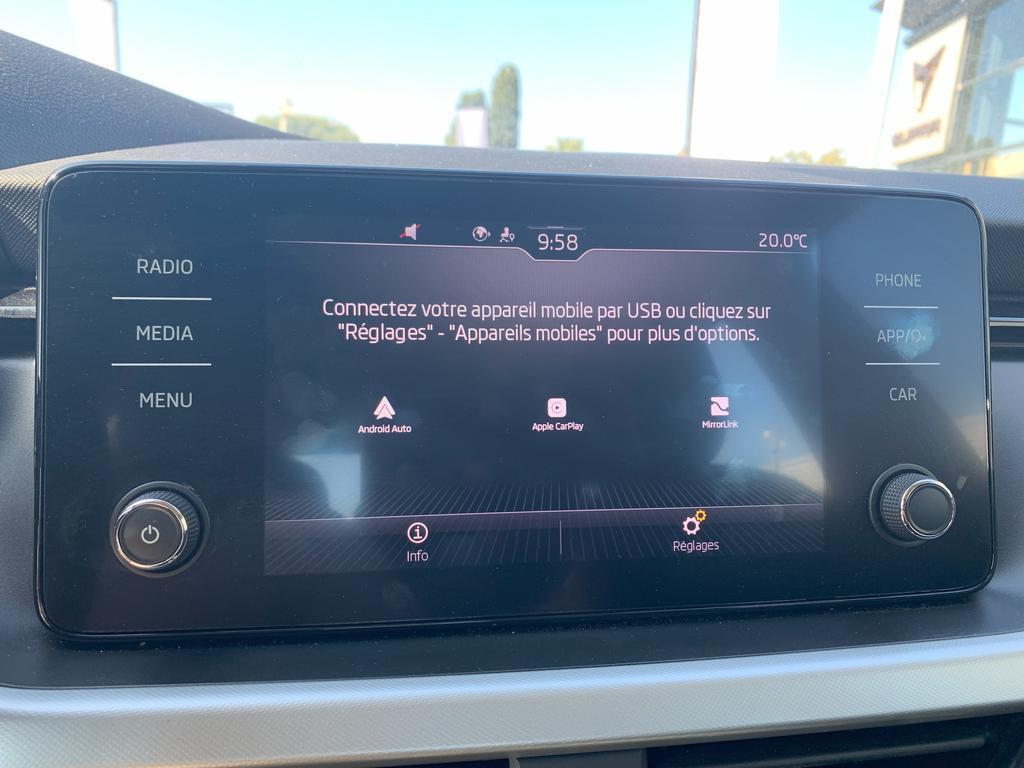 9:58
20.0°C
RADIO
MEDIA
MENU
Connectez votre appareil mobile par USB ou cliquez sur
"Réglages" - "Appareils mobiles" pour plus d'options.
Android Auto
Apple CarPlay
MirrorLink
Info
Réglages
PHONE
APP/
CAR